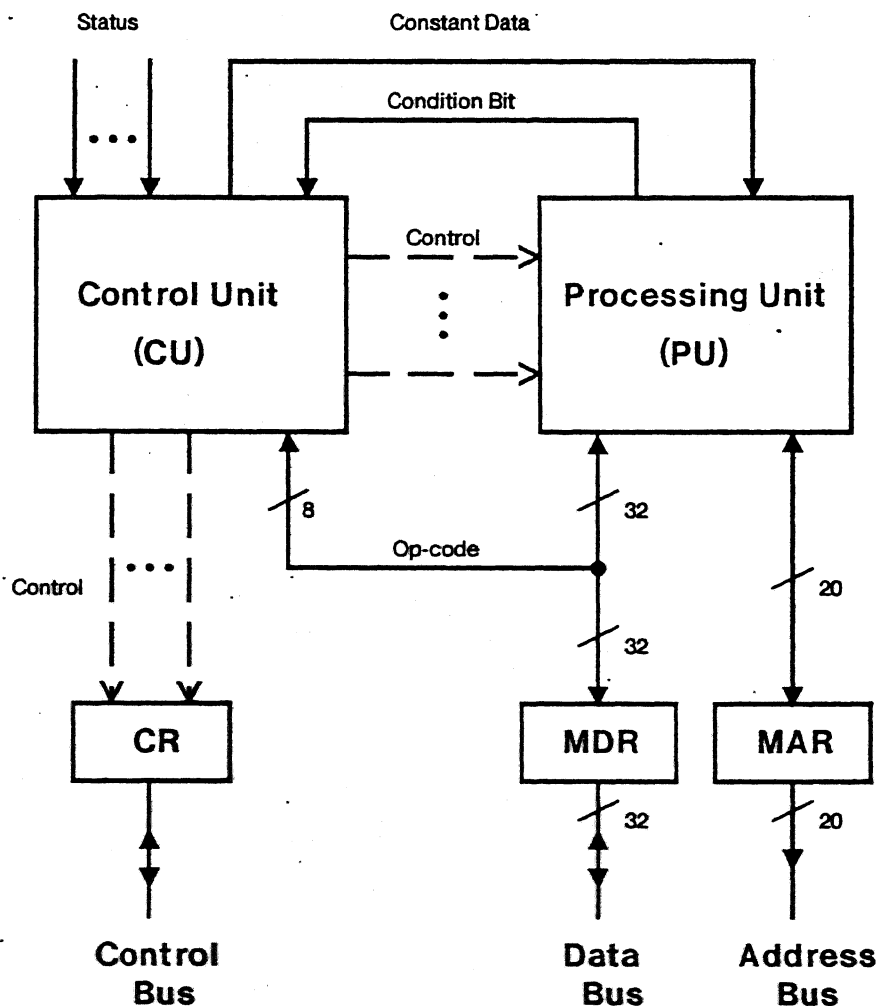 Status
Constant Data
Condition Bit
Control
Control Unit
(CU)
Processing Unit
(PU)
8
32
Op-code
Control
20
32
CR
MDR
MAR
32
20
Control
Bus
Data
Bus
Address
Bus